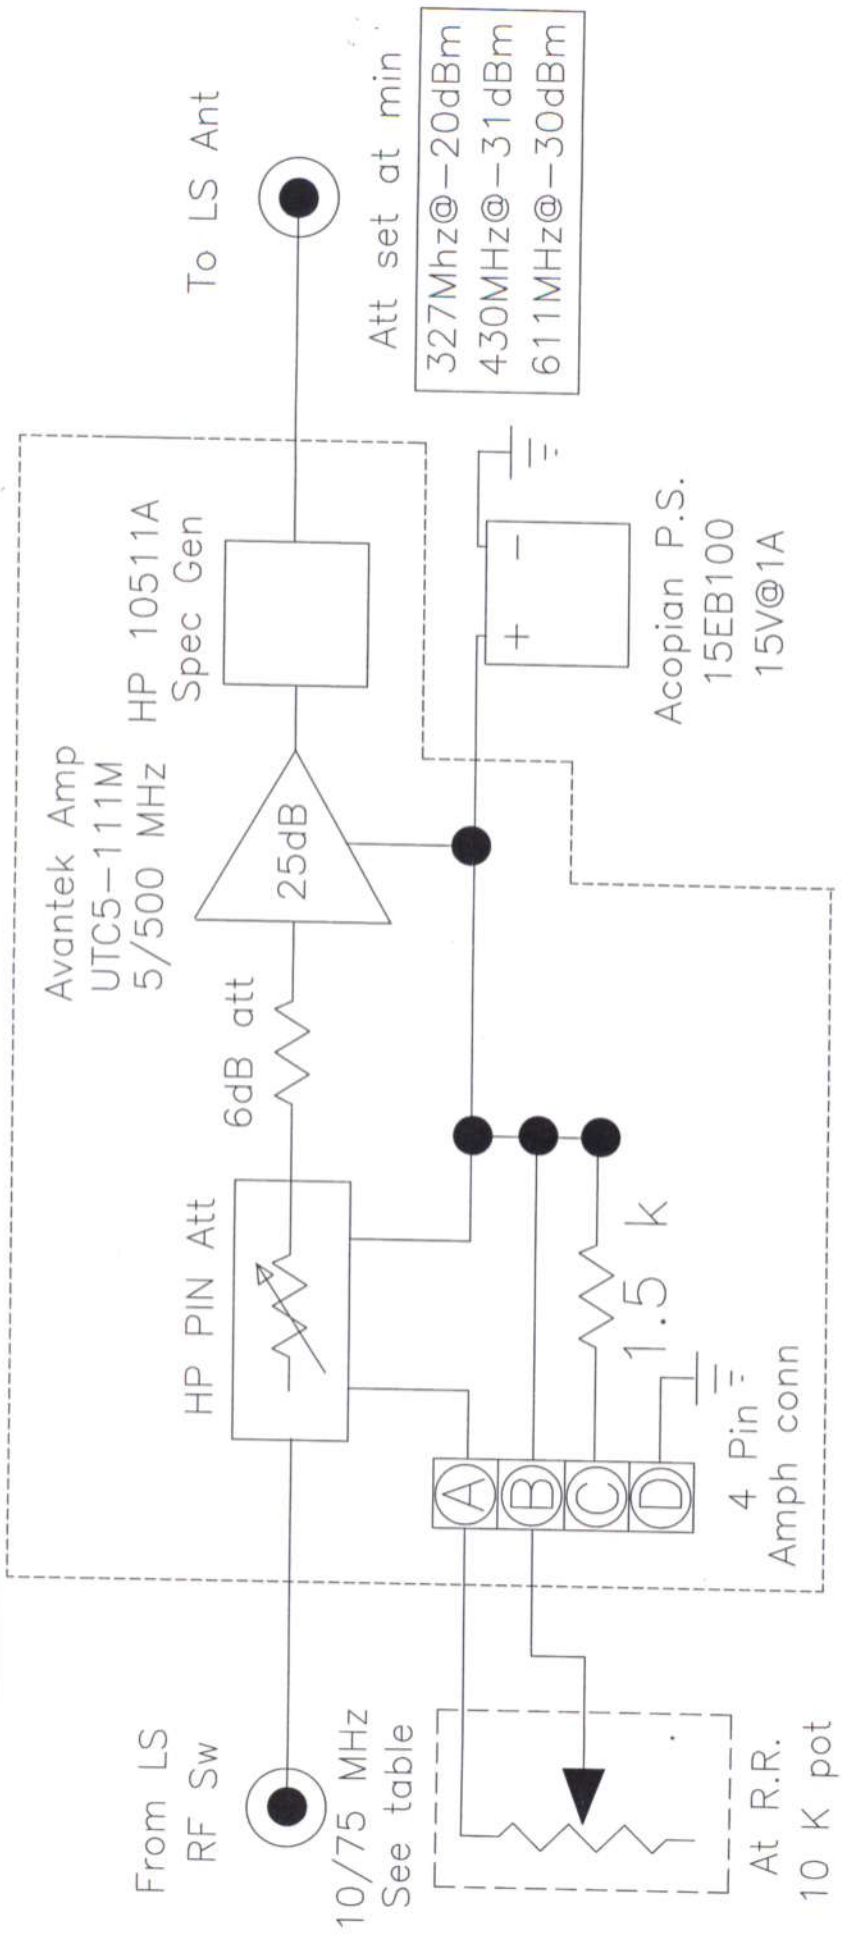 From LS
RF Sw
10/75 MHz
See table
At R.R.
10 K pot
HP PIN Att
A
B
C
D
4 Pin
Amph conn
1.5 k
6dB att
Avantek Amp
UTC5-111M
5/500 MHz
25dB
HP 10511A
Spec Gen
+ -
Acopian P.S.
15EB100
15V@1A
To LS Ant
Att set at min
327Mhz@-20dBm
430MHz@-31dBm
611MHz@-30dBm